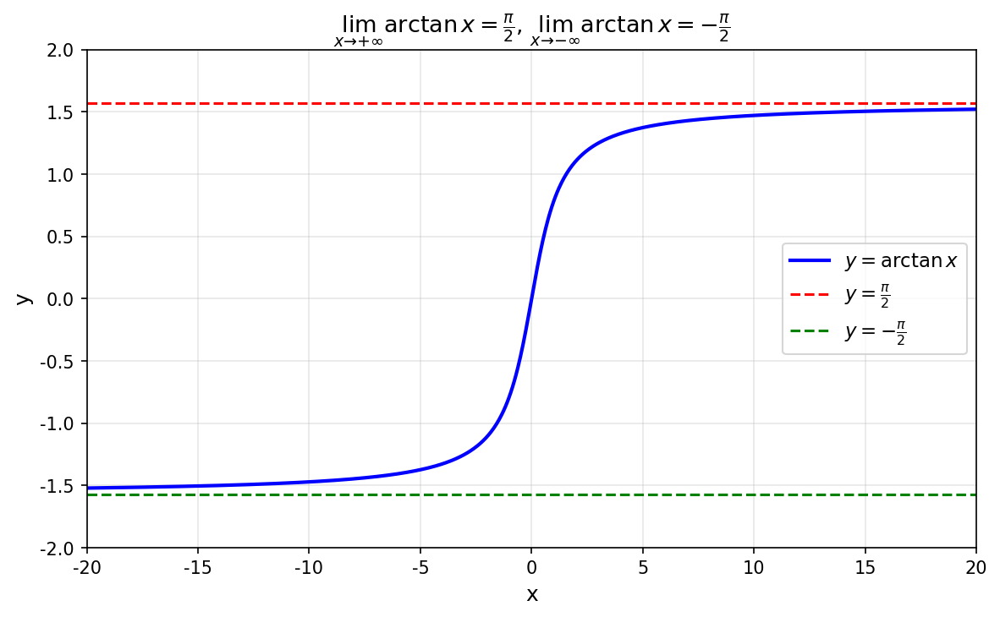 lim x→+∞ arctan x = π/2, lim x→−∞ arctan x = −π/2
2.0
1.5
1.0
0.5
0.0
-0.5
-1.0
-1.5
-2.0
y
y = arctan x
y = π/2
y = −π/2
-20 -15 -10 -5 0 5 10 15 20
x